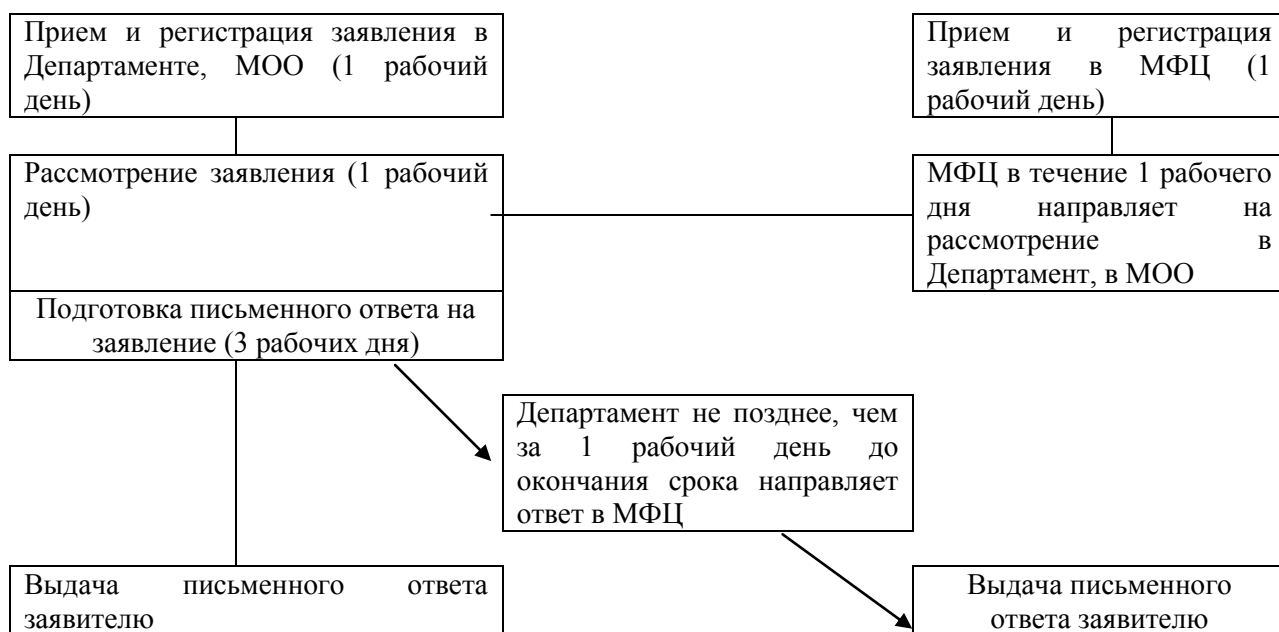 Прием и регистрация заявления в
Департаменте, МОО (1 рабочий
день)
Прием и регистрация
заявления в МФЦ (1
рабочий день)
Рассмотрение заявления (1 рабочий
день)
МФЦ в течение 1 рабочего
дня направляет на
рассмотрение в
Департамент, в МОО
Подготовка письменного ответа на
заявление (3 рабочих дня)
Департамент не позднее, чем
за 1 рабочий день до
окончания срока направляет
ответ в МФЦ
Выдача письменного ответа
заявителю
Выдача письменного
ответа заявителю